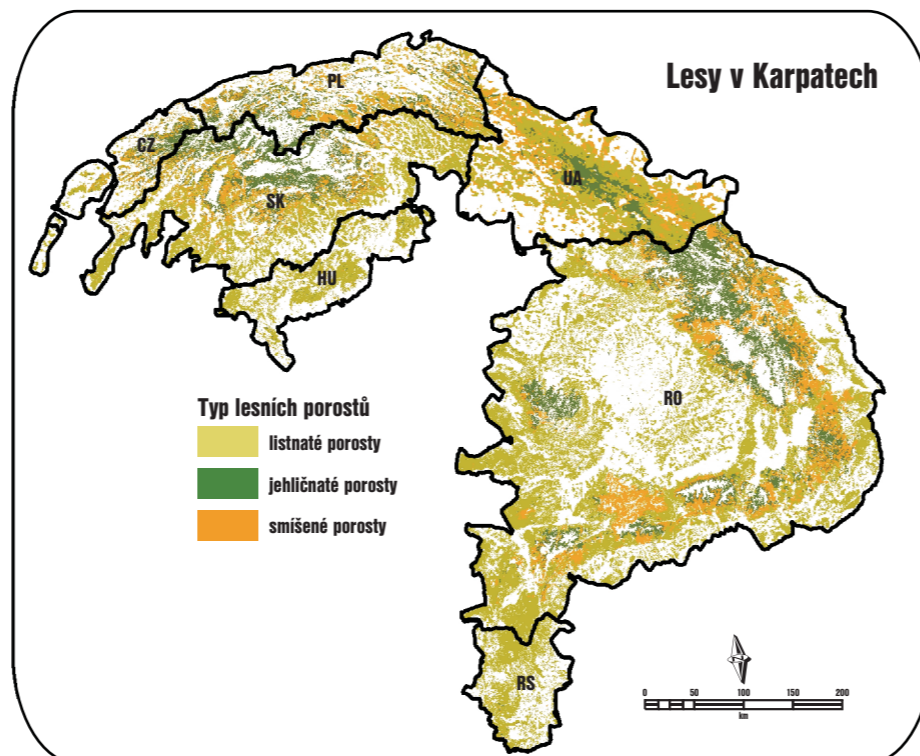 Lesy v Karpatech
PL
CZ
SK
UA
HU
RO
RS
Typ lesních porostů
listnaté porosty
jehličnaté porosty
smíšené porosty
0 50 100 150 200
km